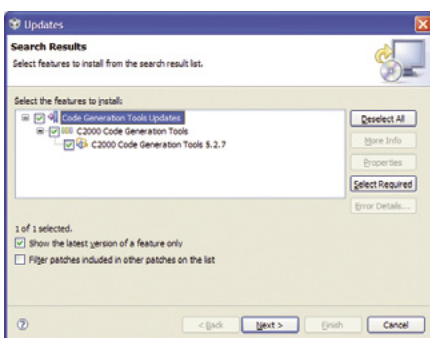 Updates
Search Results
Select features to install from the search result list.
Select the features to install:
Code Generation Tools Updates
C2000 Code Generation Tools
C2000 Code Generation Tools 5.2.7
Deselect All
More Info
Properties
Select Required
Error Details...
1 of 1 selected.
Show the latest version of a feature only
Filter patches included in other patches on the list
< Back
Next >
Finish
Cancel